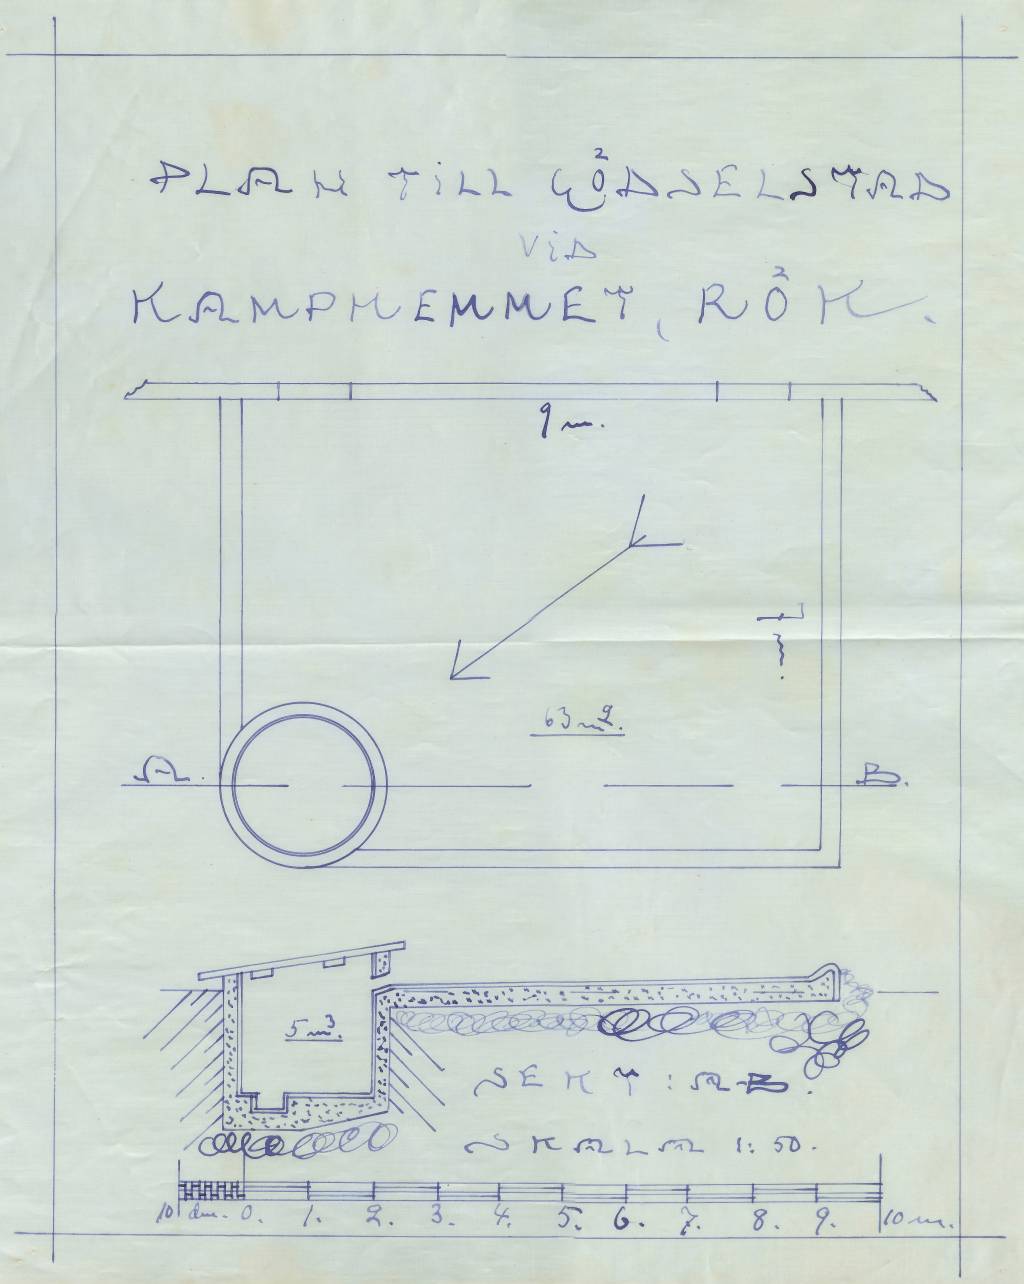 PLAN TILL GÖDSELSTAD
VID
KAMPHEMMET, RÖK.
9 m.
7 m.
63 m².
A.
B.
5 m³.
SEKT: A-B.
SKALA 1:50.
10 dm. 0. 1. 2. 3. 4. 5. 6. 7. 8. 9. 10 m.